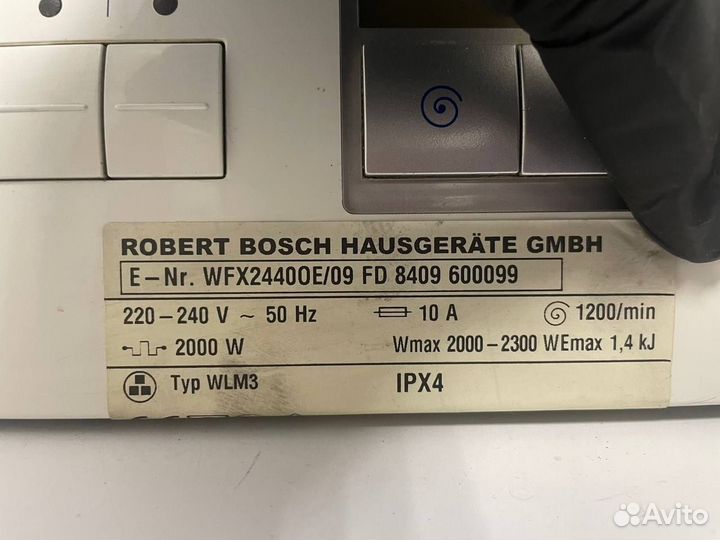 ROBERT BOSCH HAUSGERÄTE GMBH
E-Nr. WFX2440OE/09 FD 8409 600099
220-240 V ~ 50 Hz 10 A 1200/min
2000 W Wmax 2000-2300 WEmax 1,4 kJ
Typ WLM3 IPX4
Avito